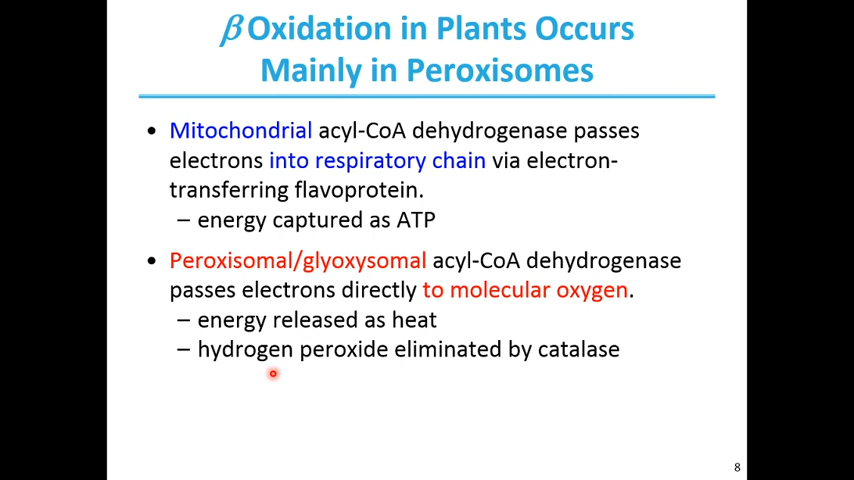 β Oxidation in Plants Occurs
Mainly in Peroxisomes
• Mitochondrial acyl-CoA dehydrogenase passes
electrons into respiratory chain via electron-
transferring flavoprotein.
– energy captured as ATP
• Peroxisomal/glyoxysomal acyl-CoA dehydrogenase
passes electrons directly to molecular oxygen.
– energy released as heat
– hydrogen peroxide eliminated by catalase
8